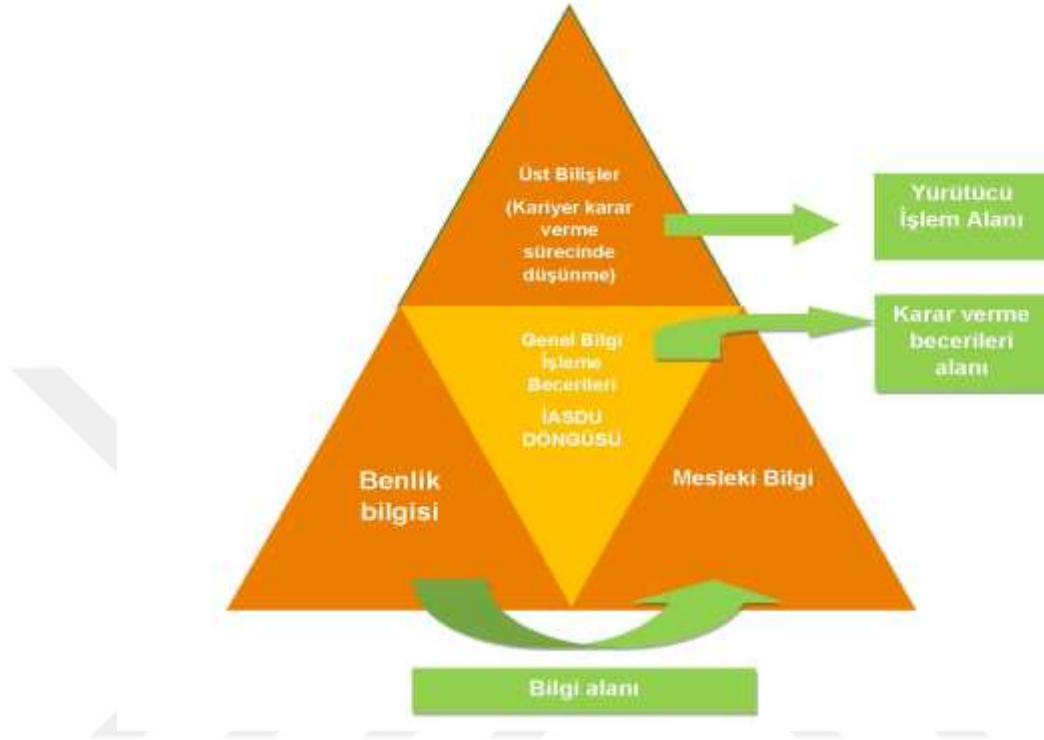 Üst Bilişler
(Kariyer karar
verme
sürecinde
düşünme)
Yürütücü
İşlem Alanı
Genel Bilgi
İşleme
Becerileri
İASDU
DÖNGÜSÜ
Karar verme
becerileri
alanı
Benlik
bilgisi
Mesleki Bilgi
Bilgi alanı